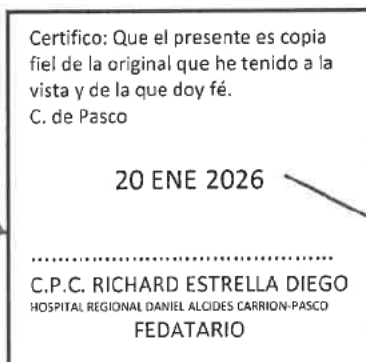 Certifico: Que el presente es copia
fiel de la original que he tenido a la
vista y de la que doy fé.
C. de Pasco
20 ENE 2026
C.P.C. RICHARD ESTRELLA DIEGO
HOSPITAL REGIONAL DANIEL ALCIDES CARRION-PASCO
FEDATARIO